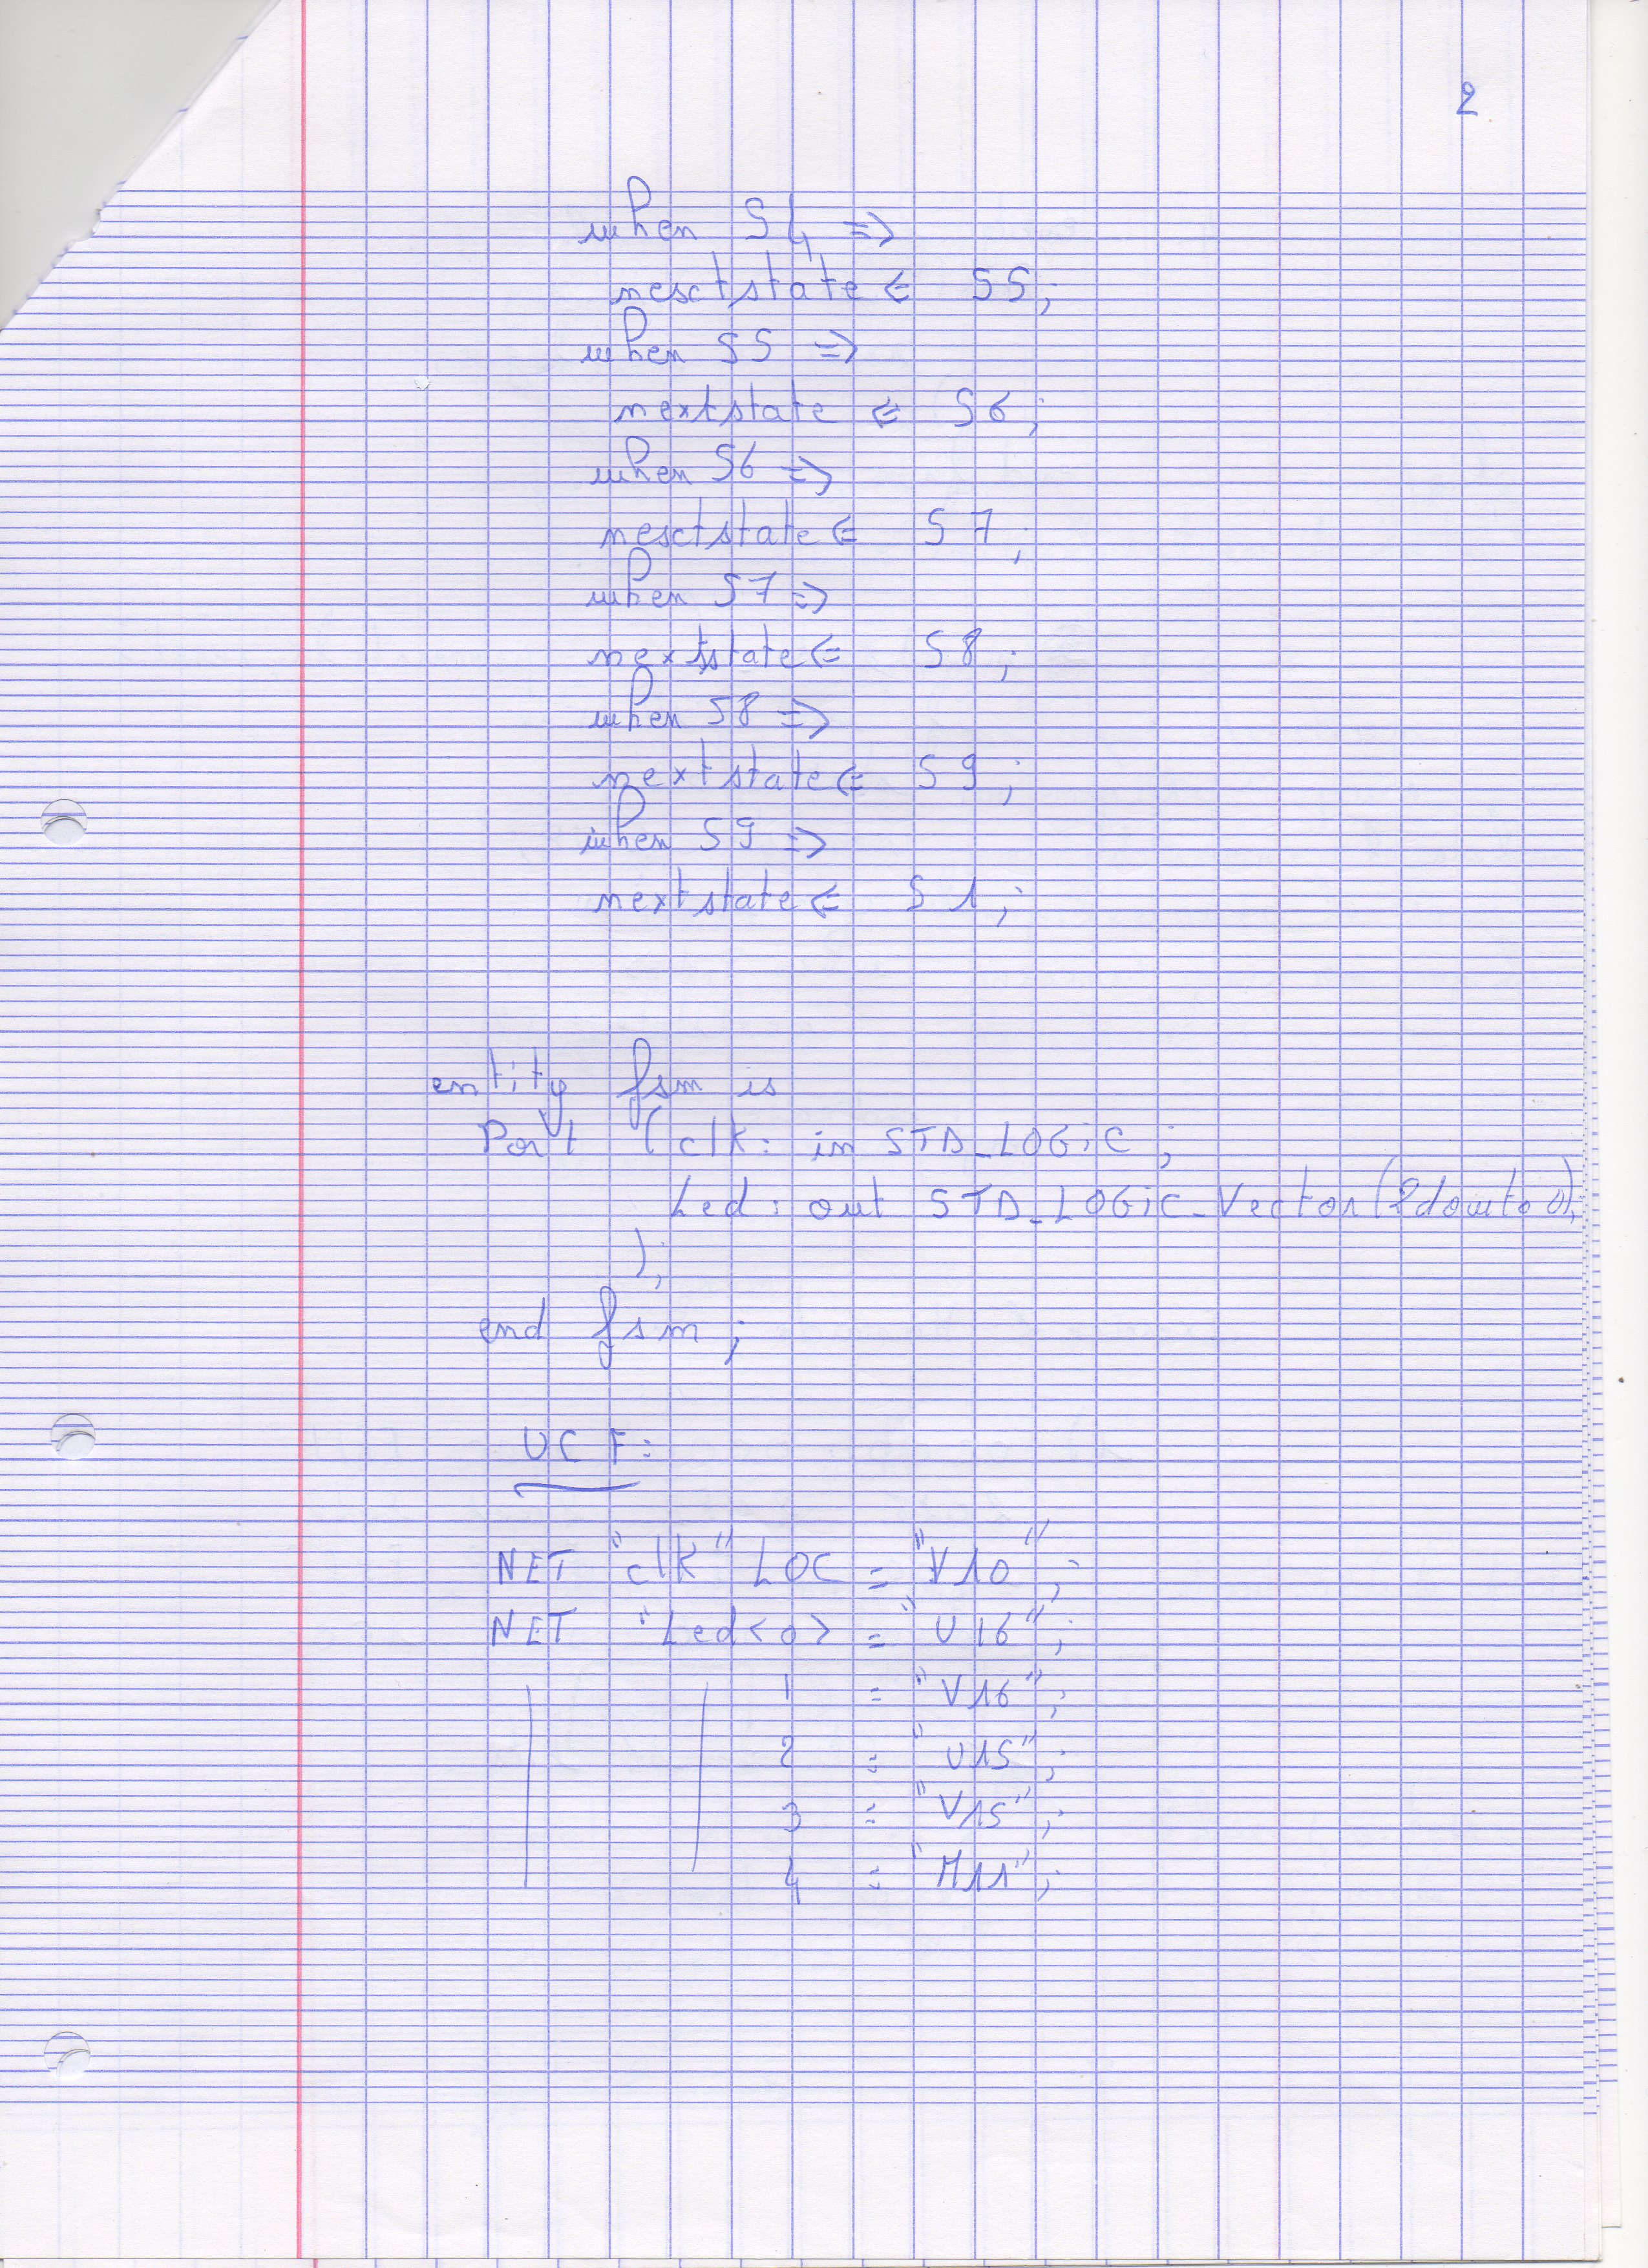 2
when S4 =>
nextstate <= S5;
when S5 =>
nextstate <= S6;
when S6 =>
nextstate <= S7;
when S7 =>
nextstate <= S8;
when S8 =>
nextstate <= S9;
when S9 =>
nextstate <= S1;
entity fsm is
Port (clk: in STD_LOGiC;
Led: out STD_LOGiC_Vector(2 downto 0);
);
end fsm;
UCF:
NET "clk" LOC = "V10";
NET "Led<0> = "U16";
1 = "V16";
2 = "U15";
3 = "V15";
4 = "M11";